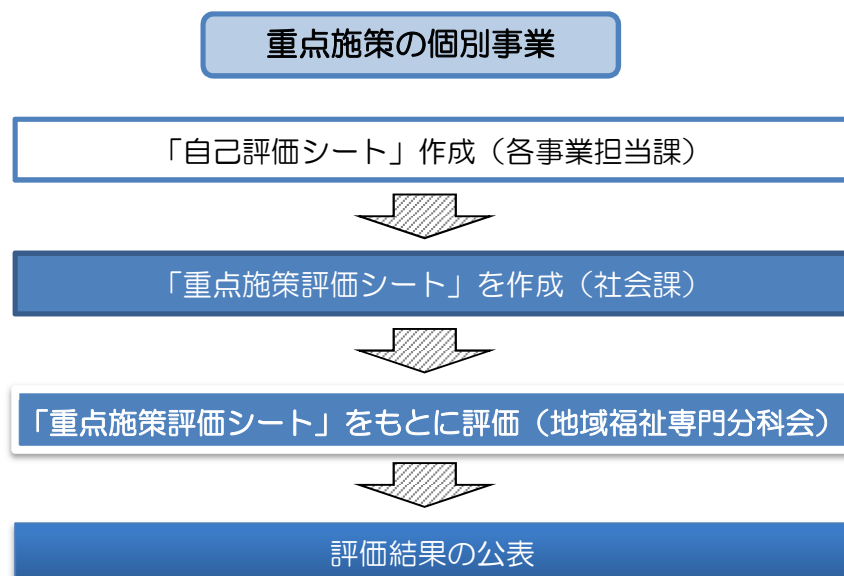 重点施策の個別事業
「自己評価シート」作成（各事業担当課）
「重点施策評価シート」を作成（社会課）
「重点施策評価シート」をもとに評価（地域福祉専門分科会）
評価結果の公表